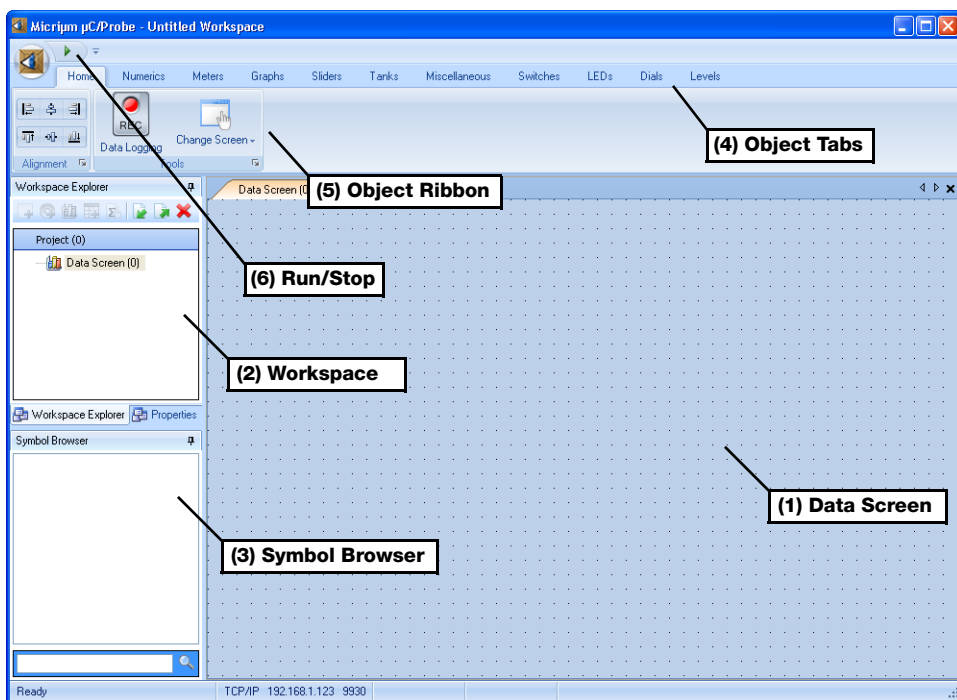 Micriµm µC/Probe - Untitled Workspace
Home Numerics Meters Graphs Sliders Tanks Miscellaneous Switches LEDs Dials Levels
REC
Data Logging
Change Screen
Alignment
Tools
(4) Object Tabs
(5) Object Ribbon
Workspace Explorer
Data Screen (0
Project (0)
Data Screen (0)
(6) Run/Stop
(2) Workspace
Workspace Explorer Properties
Symbol Browser
(1) Data Screen
(3) Symbol Browser
Ready
TCP/IP 192.168.1.123 9930